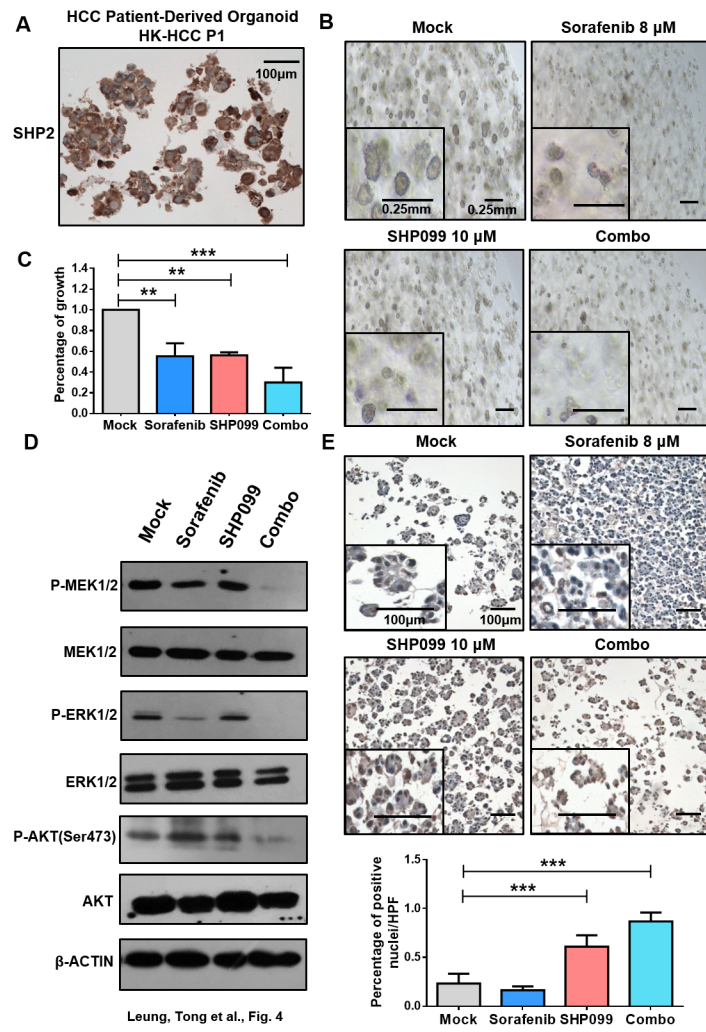 A
HCC Patient-Derived Organoid
HK-HCC P1
100µm
SHP2
B
Mock
Sorafenib 8 µM
0.25mm
0.25mm
SHP099 10 µM
Combo
C
***
**
**
Percentage of growth
1.4
1.2
1.0
0.8
0.6
0.4
0.2
0.0
Mock
Sorafenib
SHP099
Combo
D
Mock
Sorafenib
SHP099
Combo
P-MEK1/2
MEK1/2
P-ERK1/2
ERK1/2
P-AKT(Ser473)
AKT
β-ACTIN
Leung, Tong et al., Fig. 4
E
Mock
Sorafenib 8 µM
100µm
100µm
SHP099 10 µM
Combo
***
***
Percentage of positive
nuclei/HPF
1.5
1.0
0.5
0.0
Mock
Sorafenib
SHP099
Combo